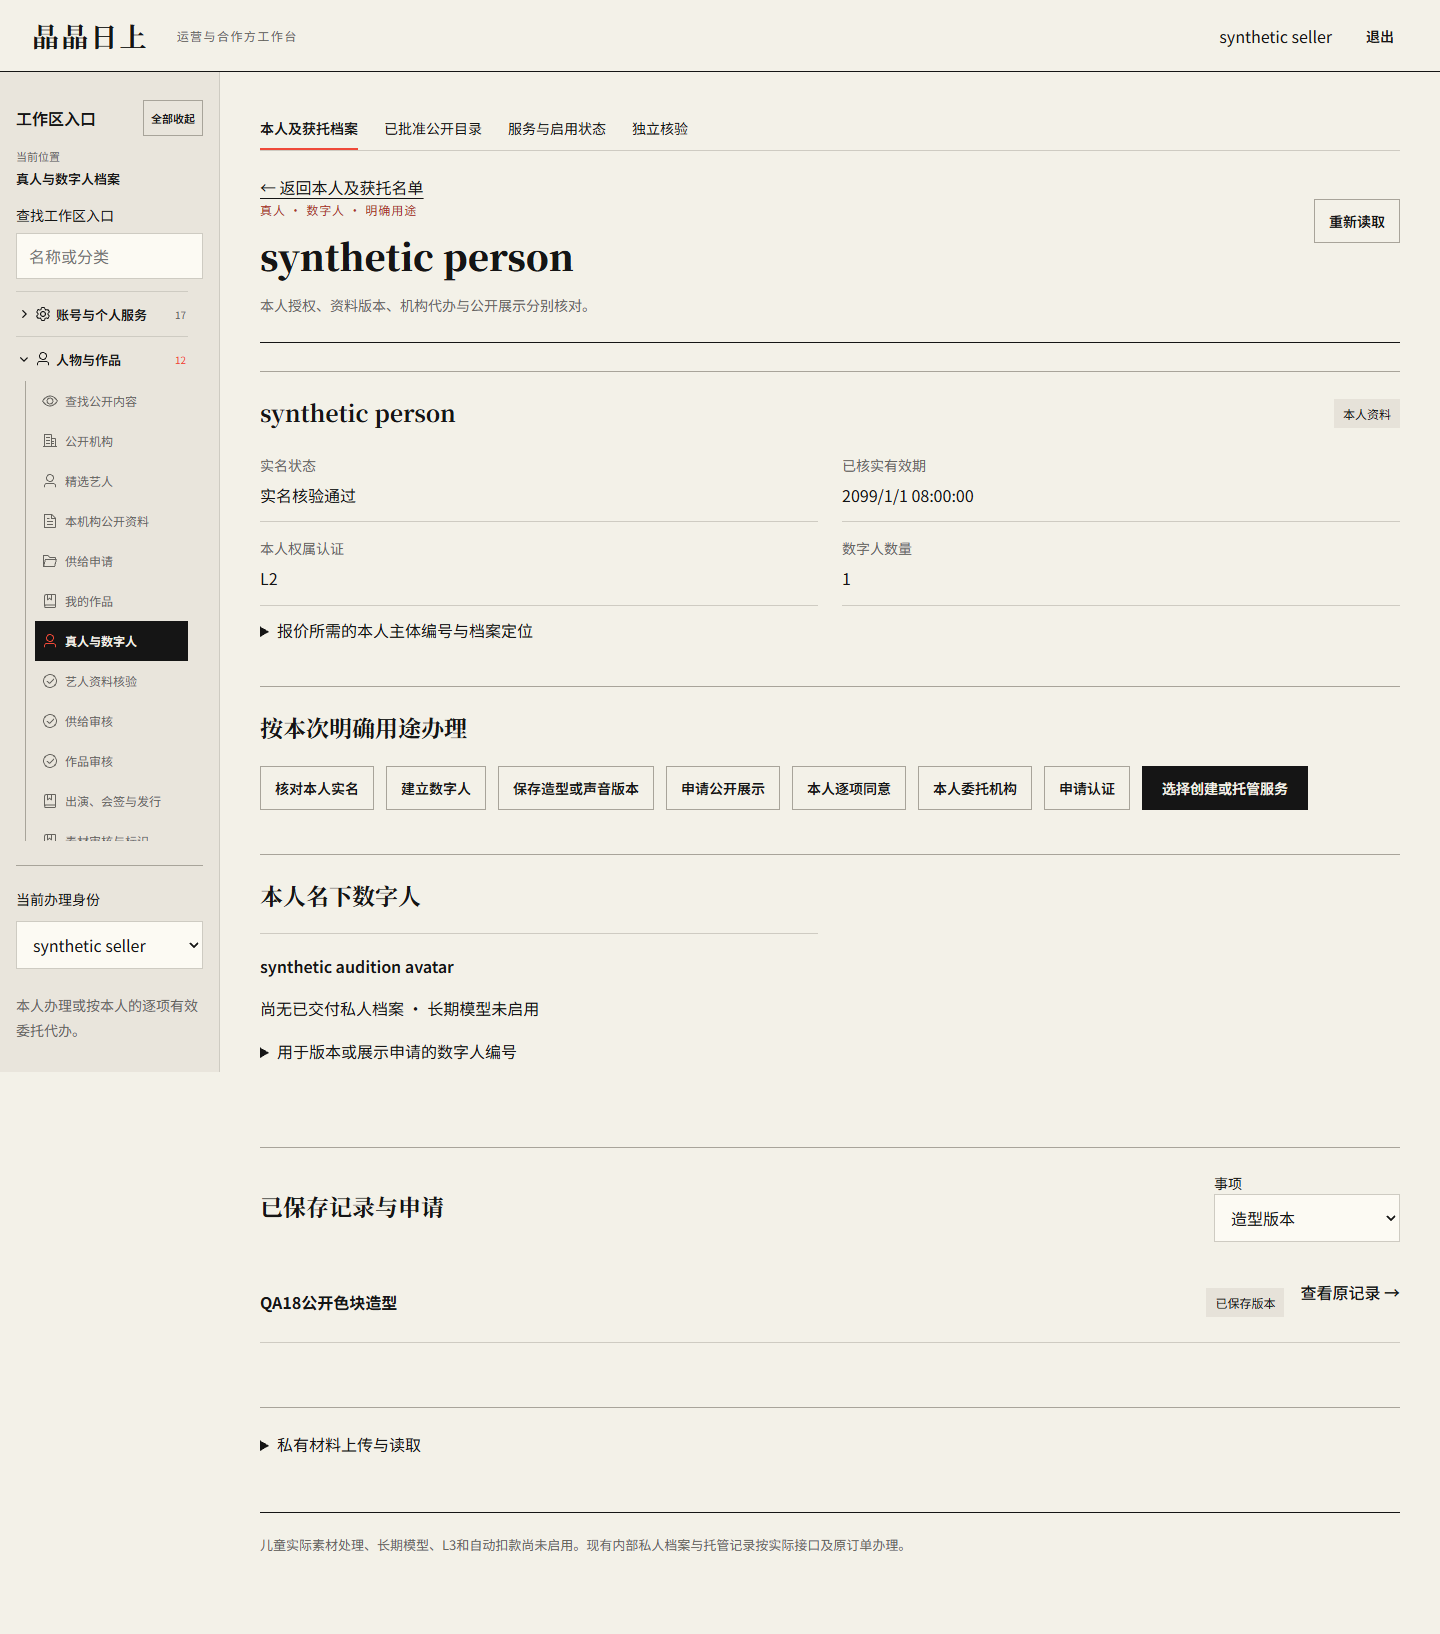 晶晶日上
运营与合作方工作台
synthetic seller
退出
工作区入口
全部收起
当前位置
真人与数字人档案
查找工作区入口
名称或分类
账号与个人服务 17
人物与作品 12
查找公开内容
公开机构
精选艺人
本机构公开资料
供给申请
我的作品
真人与数字人
艺人资料核验
供给审核
作品审核
出演、会签与发行
素材审核与标识
当前办理身份
synthetic seller
本人办理或按本人的逐项有效
委托代办。
本人及获托档案 已批准公开目录 服务与启用状态 独立核验
← 返回本人及获托名单
真人 · 数字人 · 明确用途
重新读取
synthetic person
本人授权、资料版本、机构代办与公开展示分别核对。
synthetic person
本人资料
实名状态
实名核验通过
已核实有效期
2099/1/1 08:00:00
本人权属认证
L2
数字人数量
1
▶ 报价所需的本人主体编号与档案定位
按本次明确用途办理
核对本人实名 建立数字人 保存造型或声音版本 申请公开展示 本人逐项同意 本人委托机构 申请认证 选择创建或托管服务
本人名下数字人
synthetic audition avatar
尚无已交付私人档案 · 长期模型未启用
▶ 用于版本或展示申请的数字人编号
已保存记录与申请
事项
造型版本
QA18公开色块造型
已保存版本
查看原记录 →
▶ 私有材料上传与读取
儿童实际素材处理、长期模型、L3和自动扣款尚未启用。现有内部私人档案与托管记录按实际接口及原订单办理。